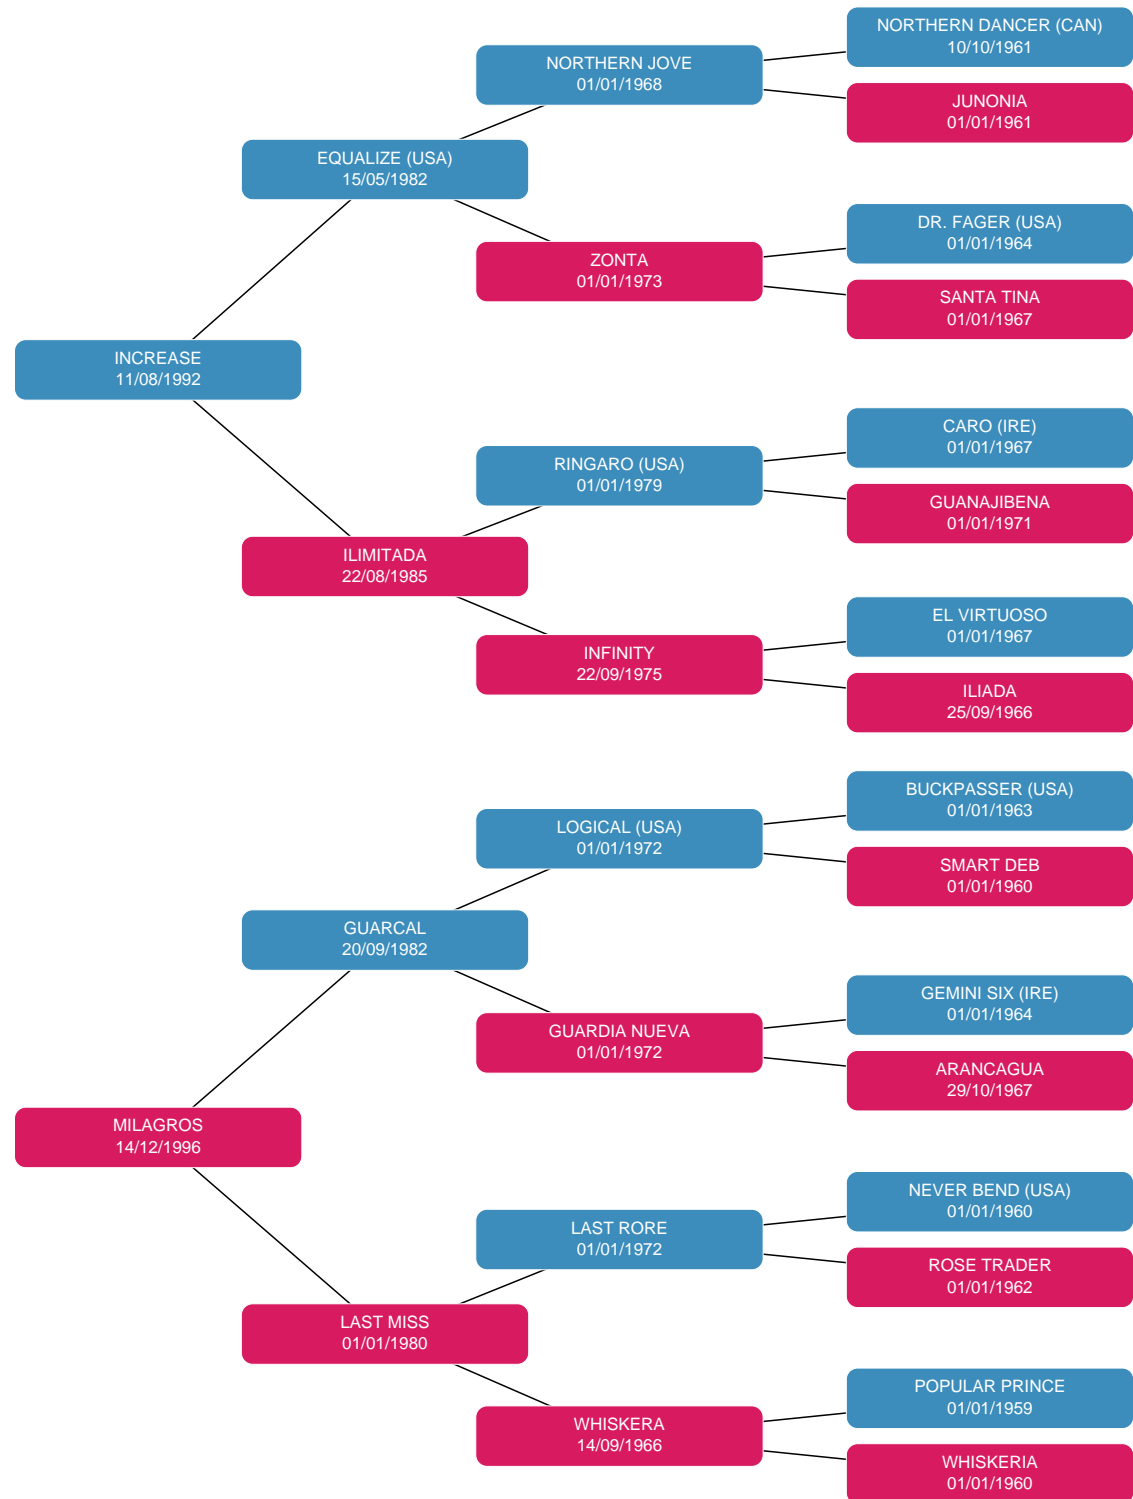 NORTHERN DANCER (CAN)
10/10/1961
NORTHERN JOVE
01/01/1968
JUNONIA
01/01/1961
EQUALIZE (USA)
15/05/1982
DR. FAGER (USA)
01/01/1964
ZONTA
01/01/1973
SANTA TINA
01/01/1967
INCREASE
11/08/1992
CARO (IRE)
01/01/1967
RINGARO (USA)
01/01/1979
GUANAJIBENA
01/01/1971
ILIMITADA
22/08/1985
EL VIRTUOSO
01/01/1967
INFINITY
22/09/1975
ILIADA
25/09/1966
BUCKPASSER (USA)
01/01/1963
LOGICAL (USA)
01/01/1972
SMART DEB
01/01/1960
GUARCAL
20/09/1982
GEMINI SIX (IRE)
01/01/1964
GUARDIA NUEVA
01/01/1972
ARANCAGUA
29/10/1967
MILAGROS
14/12/1996
NEVER BEND (USA)
01/01/1960
LAST RORE
01/01/1972
ROSE TRADER
01/01/1962
LAST MISS
01/01/1980
POPULAR PRINCE
01/01/1959
WHISKERA
14/09/1966
WHISKERIA
01/01/1960